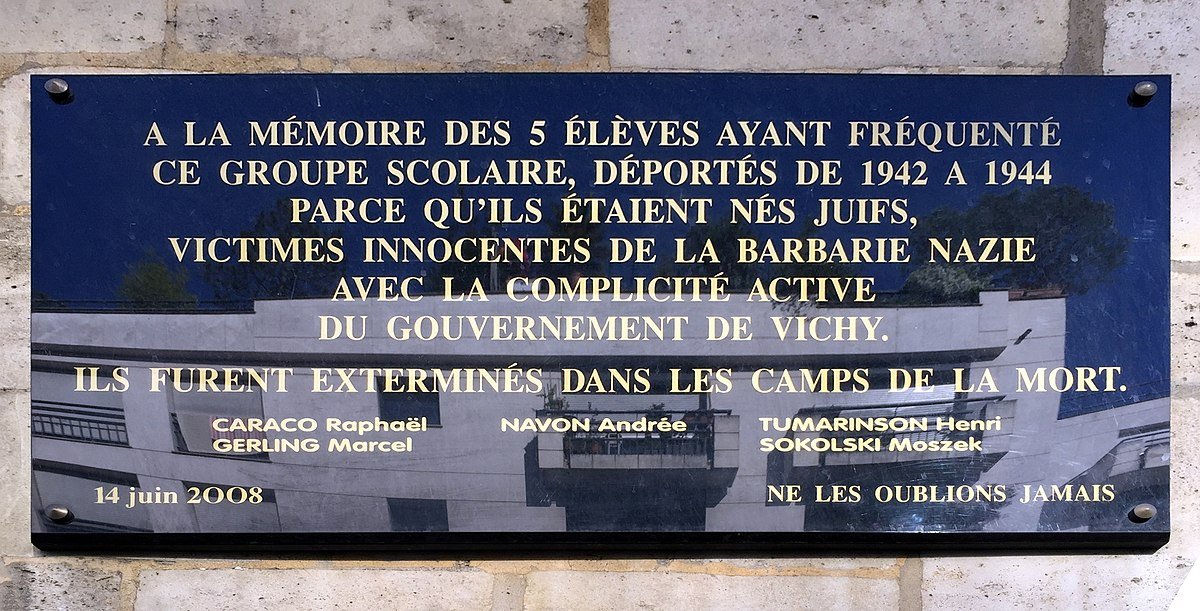 A LA MÉMOIRE DES 5 ÉLÈVES AYANT FRÉQUENTÉ
CE GROUPE SCOLAIRE, DÉPORTÉS DE 1942 A 1944
PARCE QU'ILS ÉTAIENT NÉS JUIFS,
VICTIMES INNOCENTES DE LA BARBARIE NAZIE
AVEC LA COMPLICITÉ ACTIVE
DU GOUVERNEMENT DE VICHY.
ILS FURENT EXTERMINÉS DANS LES CAMPS DE LA MORT.
CARACO Raphaël NAVON Andrée TUMARINSON Henri
GERLING Marcel SOKOLSKI Moszek
14 juin 2008 NE LES OUBLIONS JAMAIS